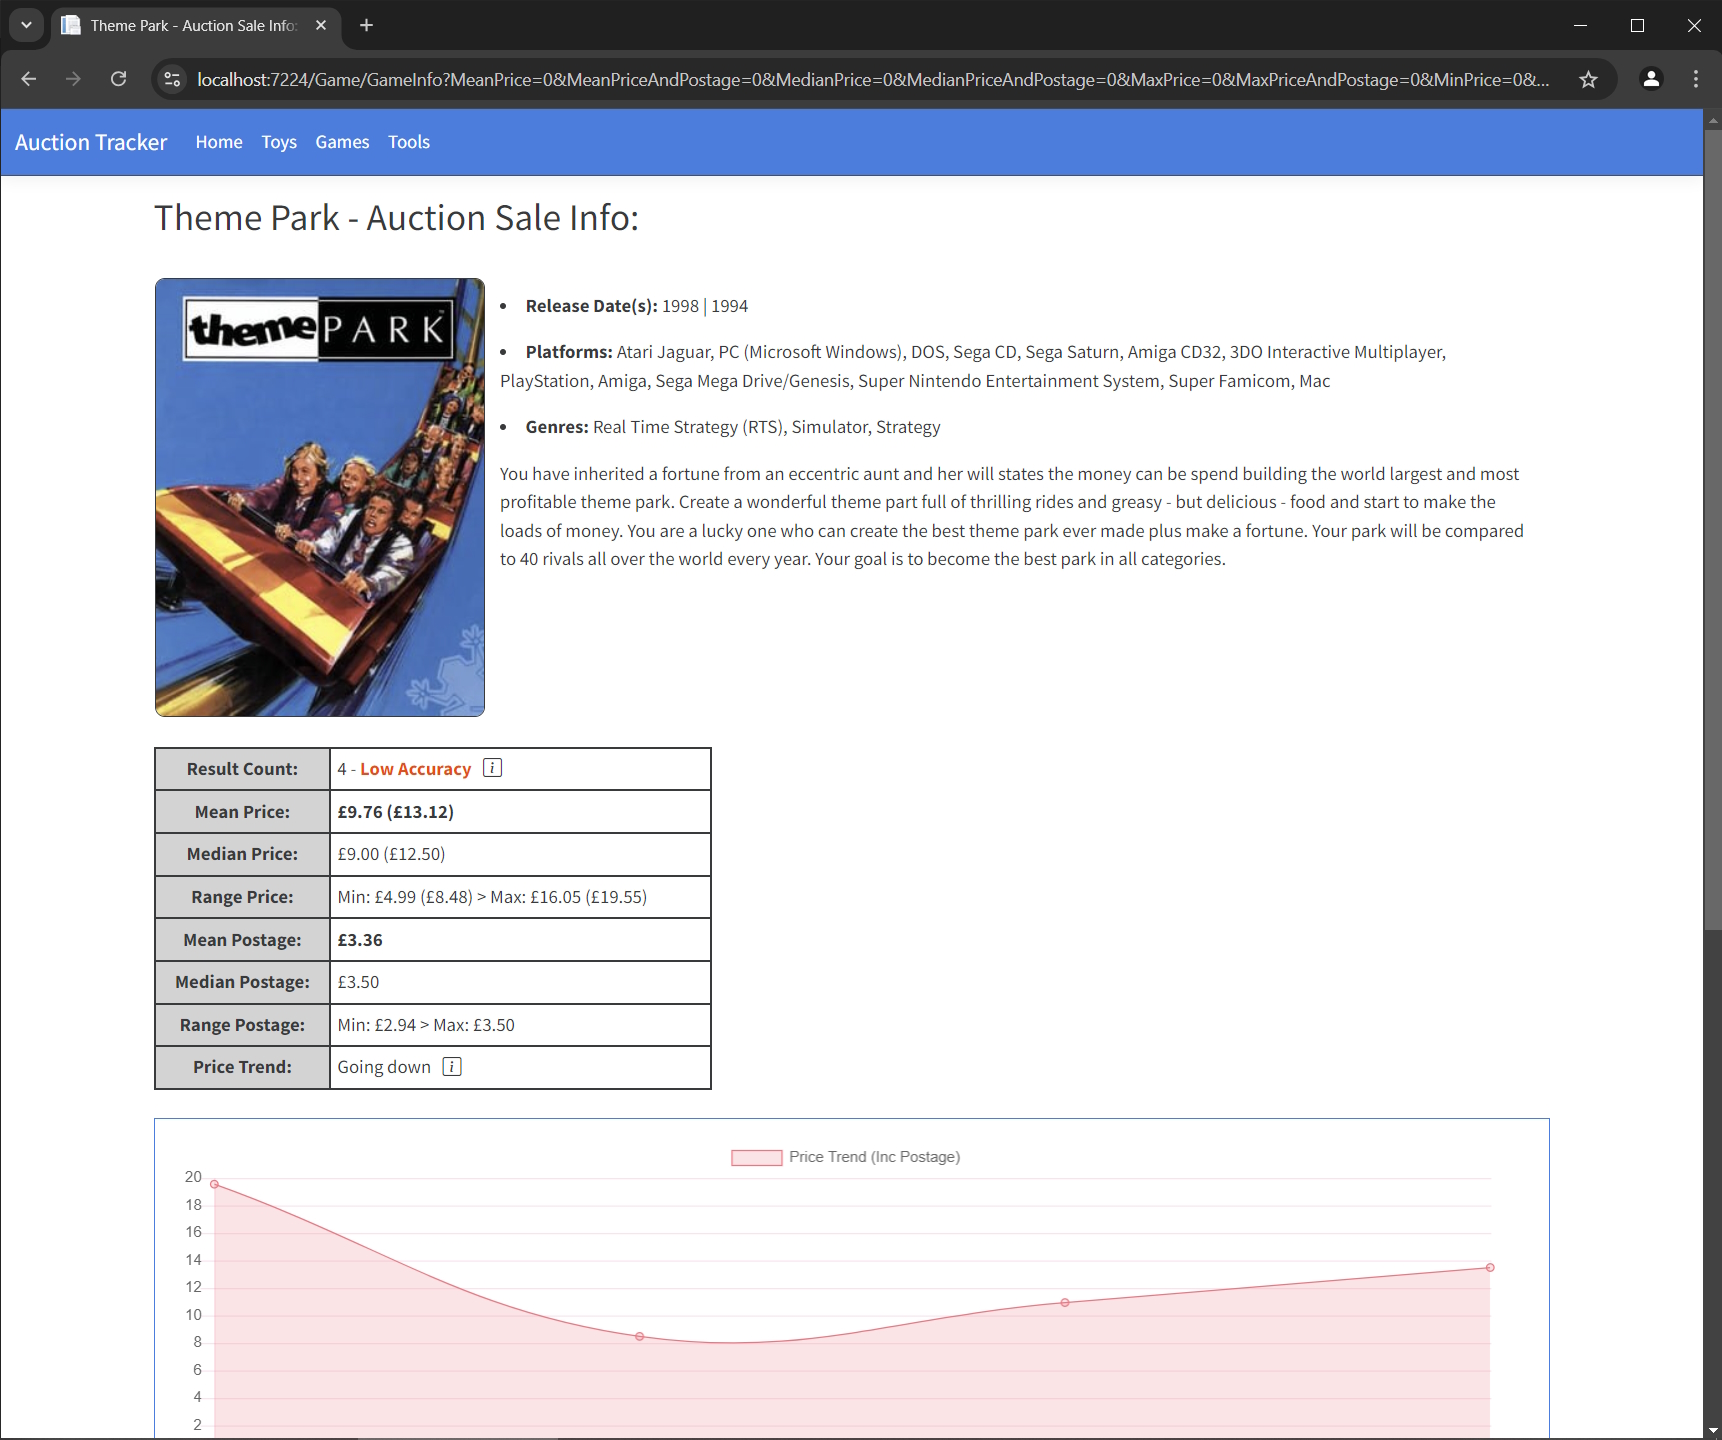 Theme Park - Auction Sale Info:
localhost:7224/Game/GameInfo?MeanPrice=0&MeanPriceAndPostage=0&MedianPrice=0&MedianPriceAndPostage=0&MaxPrice=0&MaxPriceAndPostage=0&MinPrice=0&...
Auction Tracker Home Toys Games Tools
Theme Park - Auction Sale Info:
theme PARK
• Release Date(s): 1998 | 1994
• Platforms: Atari Jaguar, PC (Microsoft Windows), DOS, Sega CD, Sega Saturn, Amiga CD32, 3DO Interactive Multiplayer,
PlayStation, Amiga, Sega Mega Drive/Genesis, Super Nintendo Entertainment System, Super Famicom, Mac
• Genres: Real Time Strategy (RTS), Simulator, Strategy
You have inherited a fortune from an eccentric aunt and her will states the money can be spend building the world largest and most
profitable theme park. Create a wonderful theme part full of thrilling rides and greasy - but delicious - food and start to make the
loads of money. You are a lucky one who can create the best theme park ever made plus make a fortune. Your park will be compared
to 40 rivals all over the world every year. Your goal is to become the best park in all categories.
Result Count: 4 - Low Accuracy i
Mean Price: £9.76 (£13.12)
Median Price: £9.00 (£12.50)
Range Price: Min: £4.99 (£8.48) > Max: £16.05 (£19.55)
Mean Postage: £3.36
Median Postage: £3.50
Range Postage: Min: £2.94 > Max: £3.50
Price Trend: Going down i
Price Trend (Inc Postage)
20
18
16
14
12
10
8
6
4
2